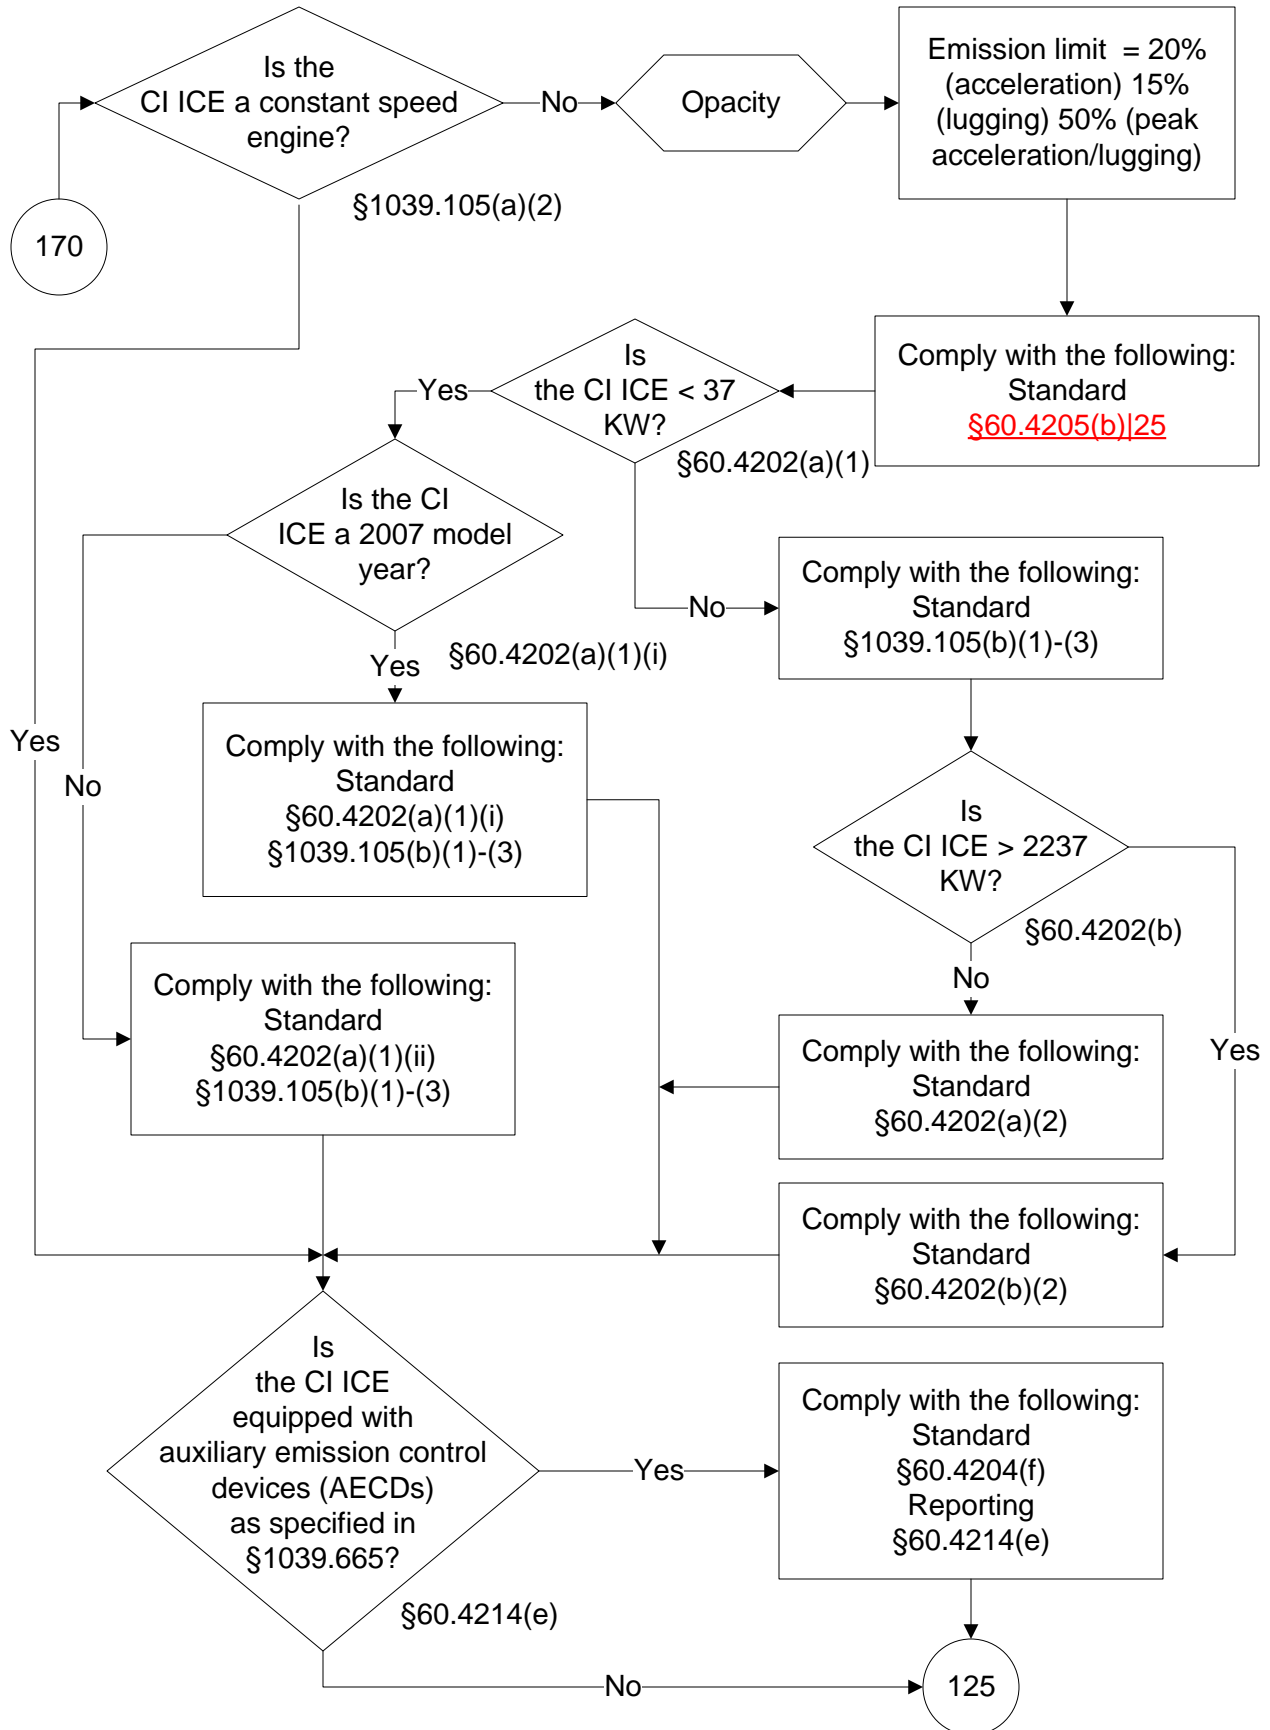 Is the
CI ICE a constant speed
engine?
No
Opacity
Emission limit  = 20%
(acceleration) 15%
(lugging) 50% (peak
acceleration/lugging)
§1039.105(a)(2)
170
Is
the CI ICE < 37
KW?
Yes
Comply with the following:
Standard
§60.4205(b)|25
§60.4202(a)(1)
Is the CI
ICE a 2007 model
year?
No
Comply with the following:
Standard
§1039.105(b)(1)-(3)
Yes
§60.4202(a)(1)(i)
Yes
No
Comply with the following:
Standard
§60.4202(a)(1)(i)
§1039.105(b)(1)-(3)
Is
the CI ICE > 2237
KW?
§60.4202(b)
No
Yes
Comply with the following:
Standard
§60.4202(a)(1)(ii)
§1039.105(b)(1)-(3)
Comply with the following:
Standard
§60.4202(a)(2)
Comply with the following:
Standard
§60.4202(b)(2)
Is
the CI ICE
equipped with
auxiliary emission control
devices (AECDs)
as specified in
§1039.665?
Yes
Comply with the following:
Standard
§60.4204(f)
Reporting
§60.4214(e)
§60.4214(e)
No
125